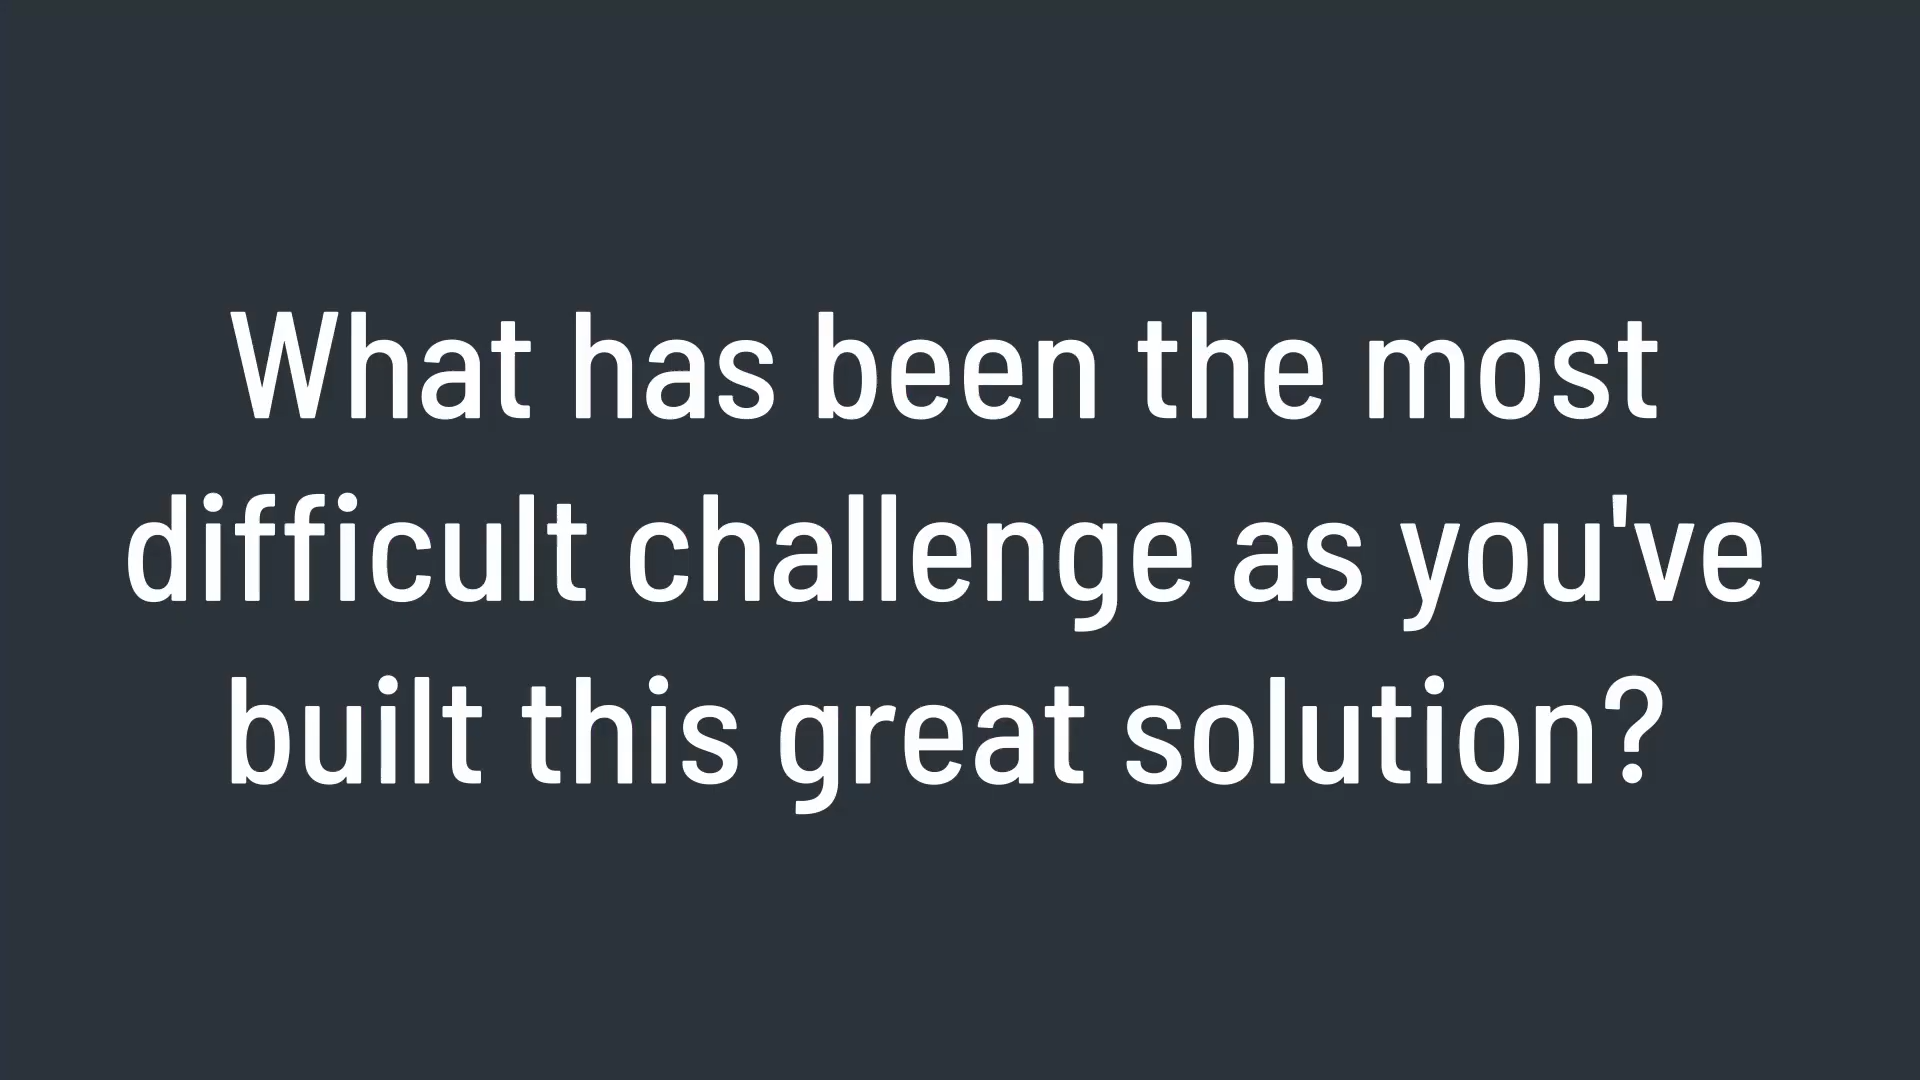 What has been the most
difficult challenge as you've
built this great solution?